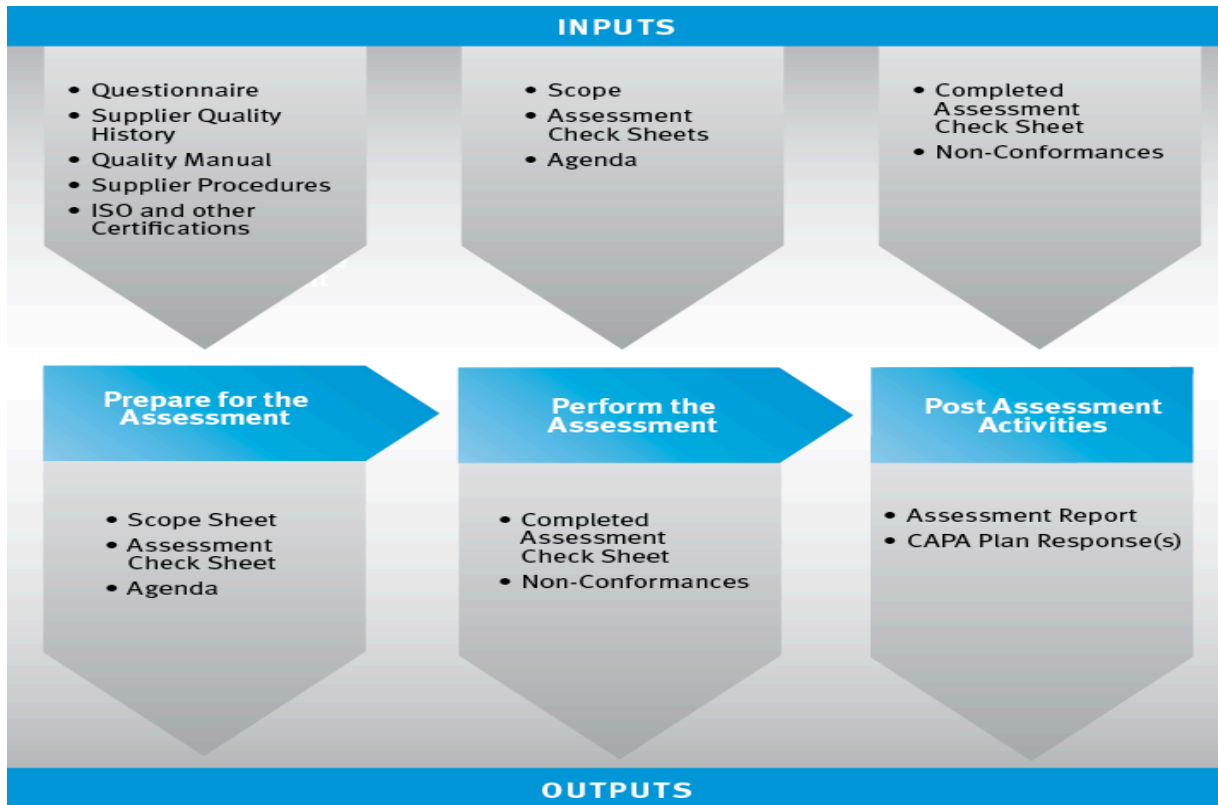 INPUTS
• Questionnaire
• Supplier Quality
History
• Quality Manual
• Supplier Procedures
• ISO and other
Certifications
• Scope
• Assessment
Check Sheets
• Agenda
• Completed
Assessment
Check Sheet
• Non-Conformances
Prepare for the
Assessment
Perform the
Assessment
Post Assessment
Activities
• Scope Sheet
• Assessment
Check Sheet
• Agenda
• Completed
Assessment
Check Sheet
• Non-Conformances
• Assessment Report
• CAPA Plan Response(s)
OUTPUTS